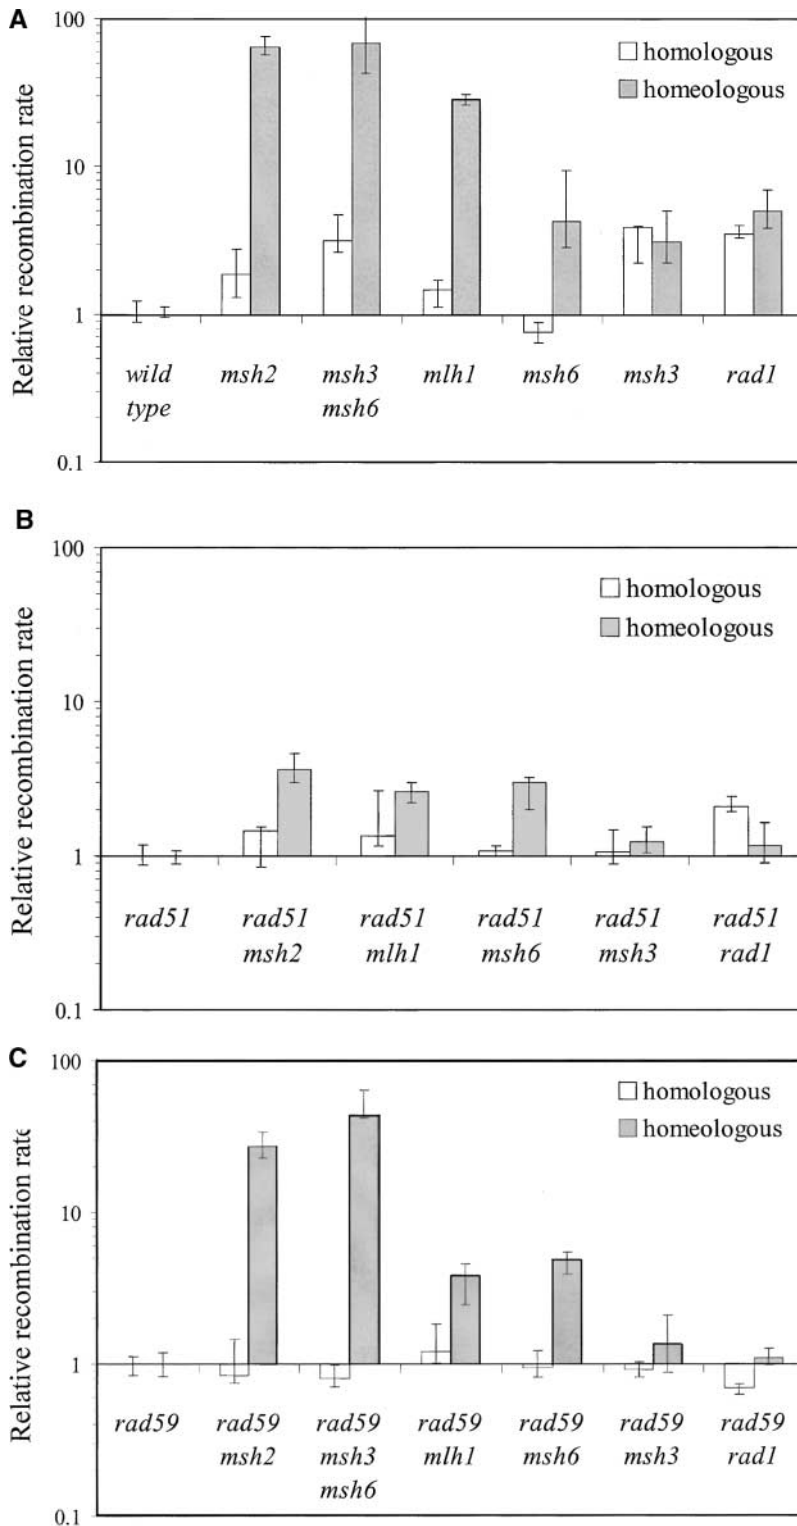 A
Relative recombination rate
100
10
1
0.1
homologous
homeologous
wild type
msh2
msh3 msh6
mlh1
msh6
msh3
rad1
B
Relative recombination rate
100
10
1
0.1
homologous
homeologous
rad51
rad51 msh2
rad51 mlh1
rad51 msh6
rad51 msh3
rad51 rad1
C
Relative recombination rate
100
10
1
0.1
homologous
homeologous
rad59
rad59 msh2
rad59 msh3 msh6
rad59 mlh1
rad59 msh6
rad59 msh3
rad59 rad1